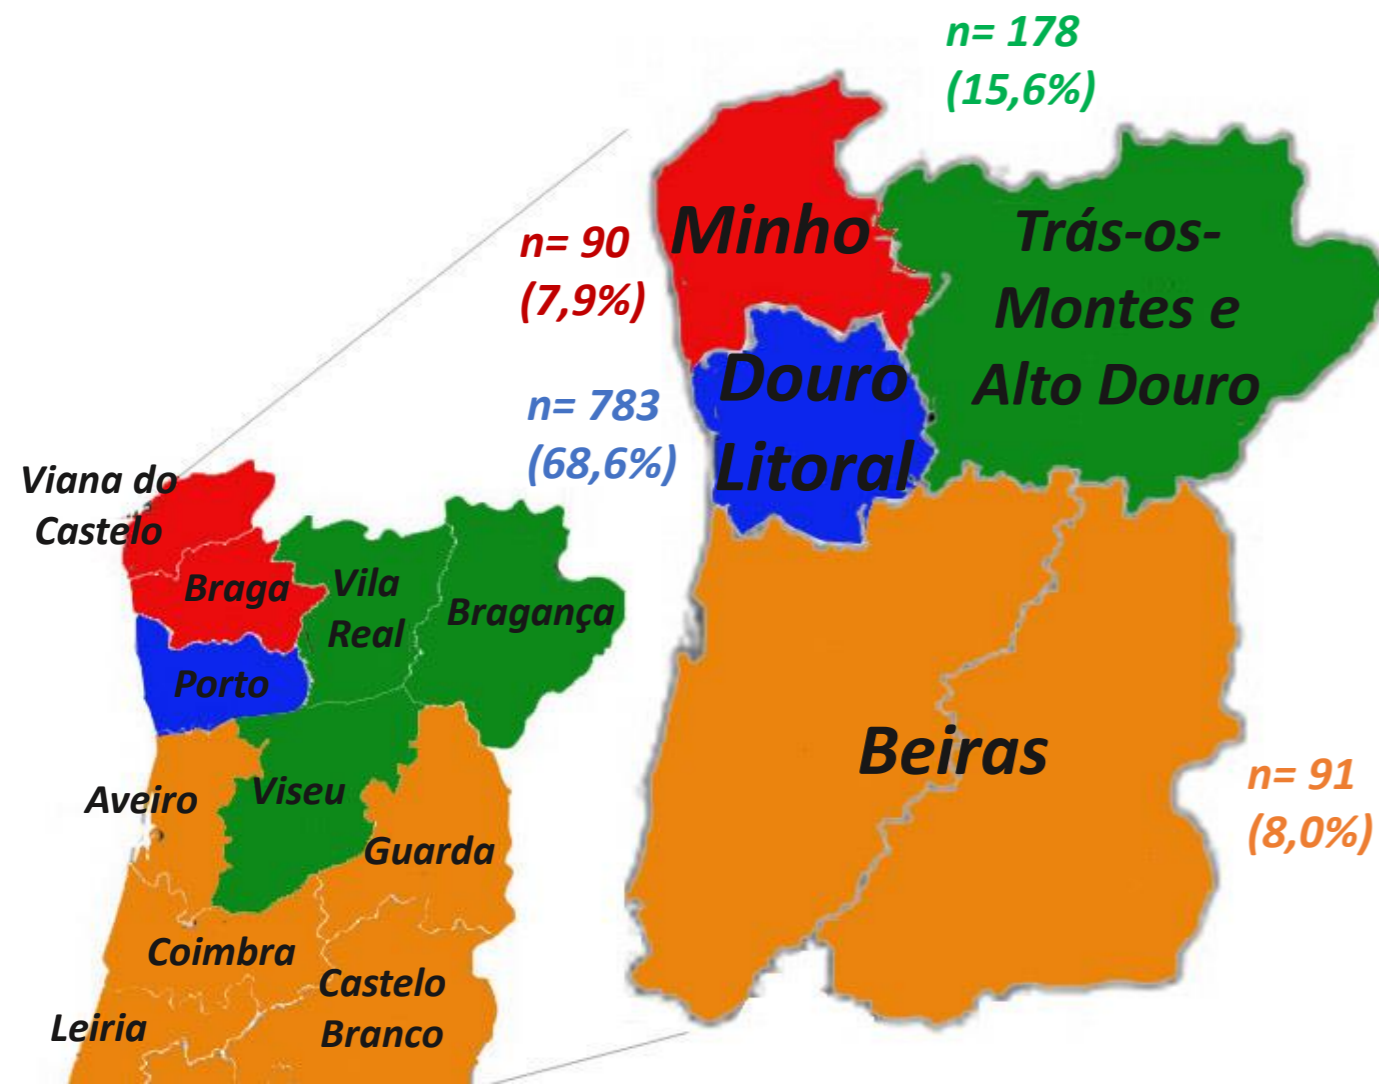 n= 178
(15,6%)
Minho
Trás-os-
Montes e
Alto Douro
n= 90
(7,9%)
Douro
Litoral
n= 783
(68,6%)
Viana do
Castelo
Braga
Vila
Real
Bragança
Porto
Beiras
n= 91
(8,0%)
Aveiro
Viseu
Guarda
Coimbra
Castelo
Branco
Leiria